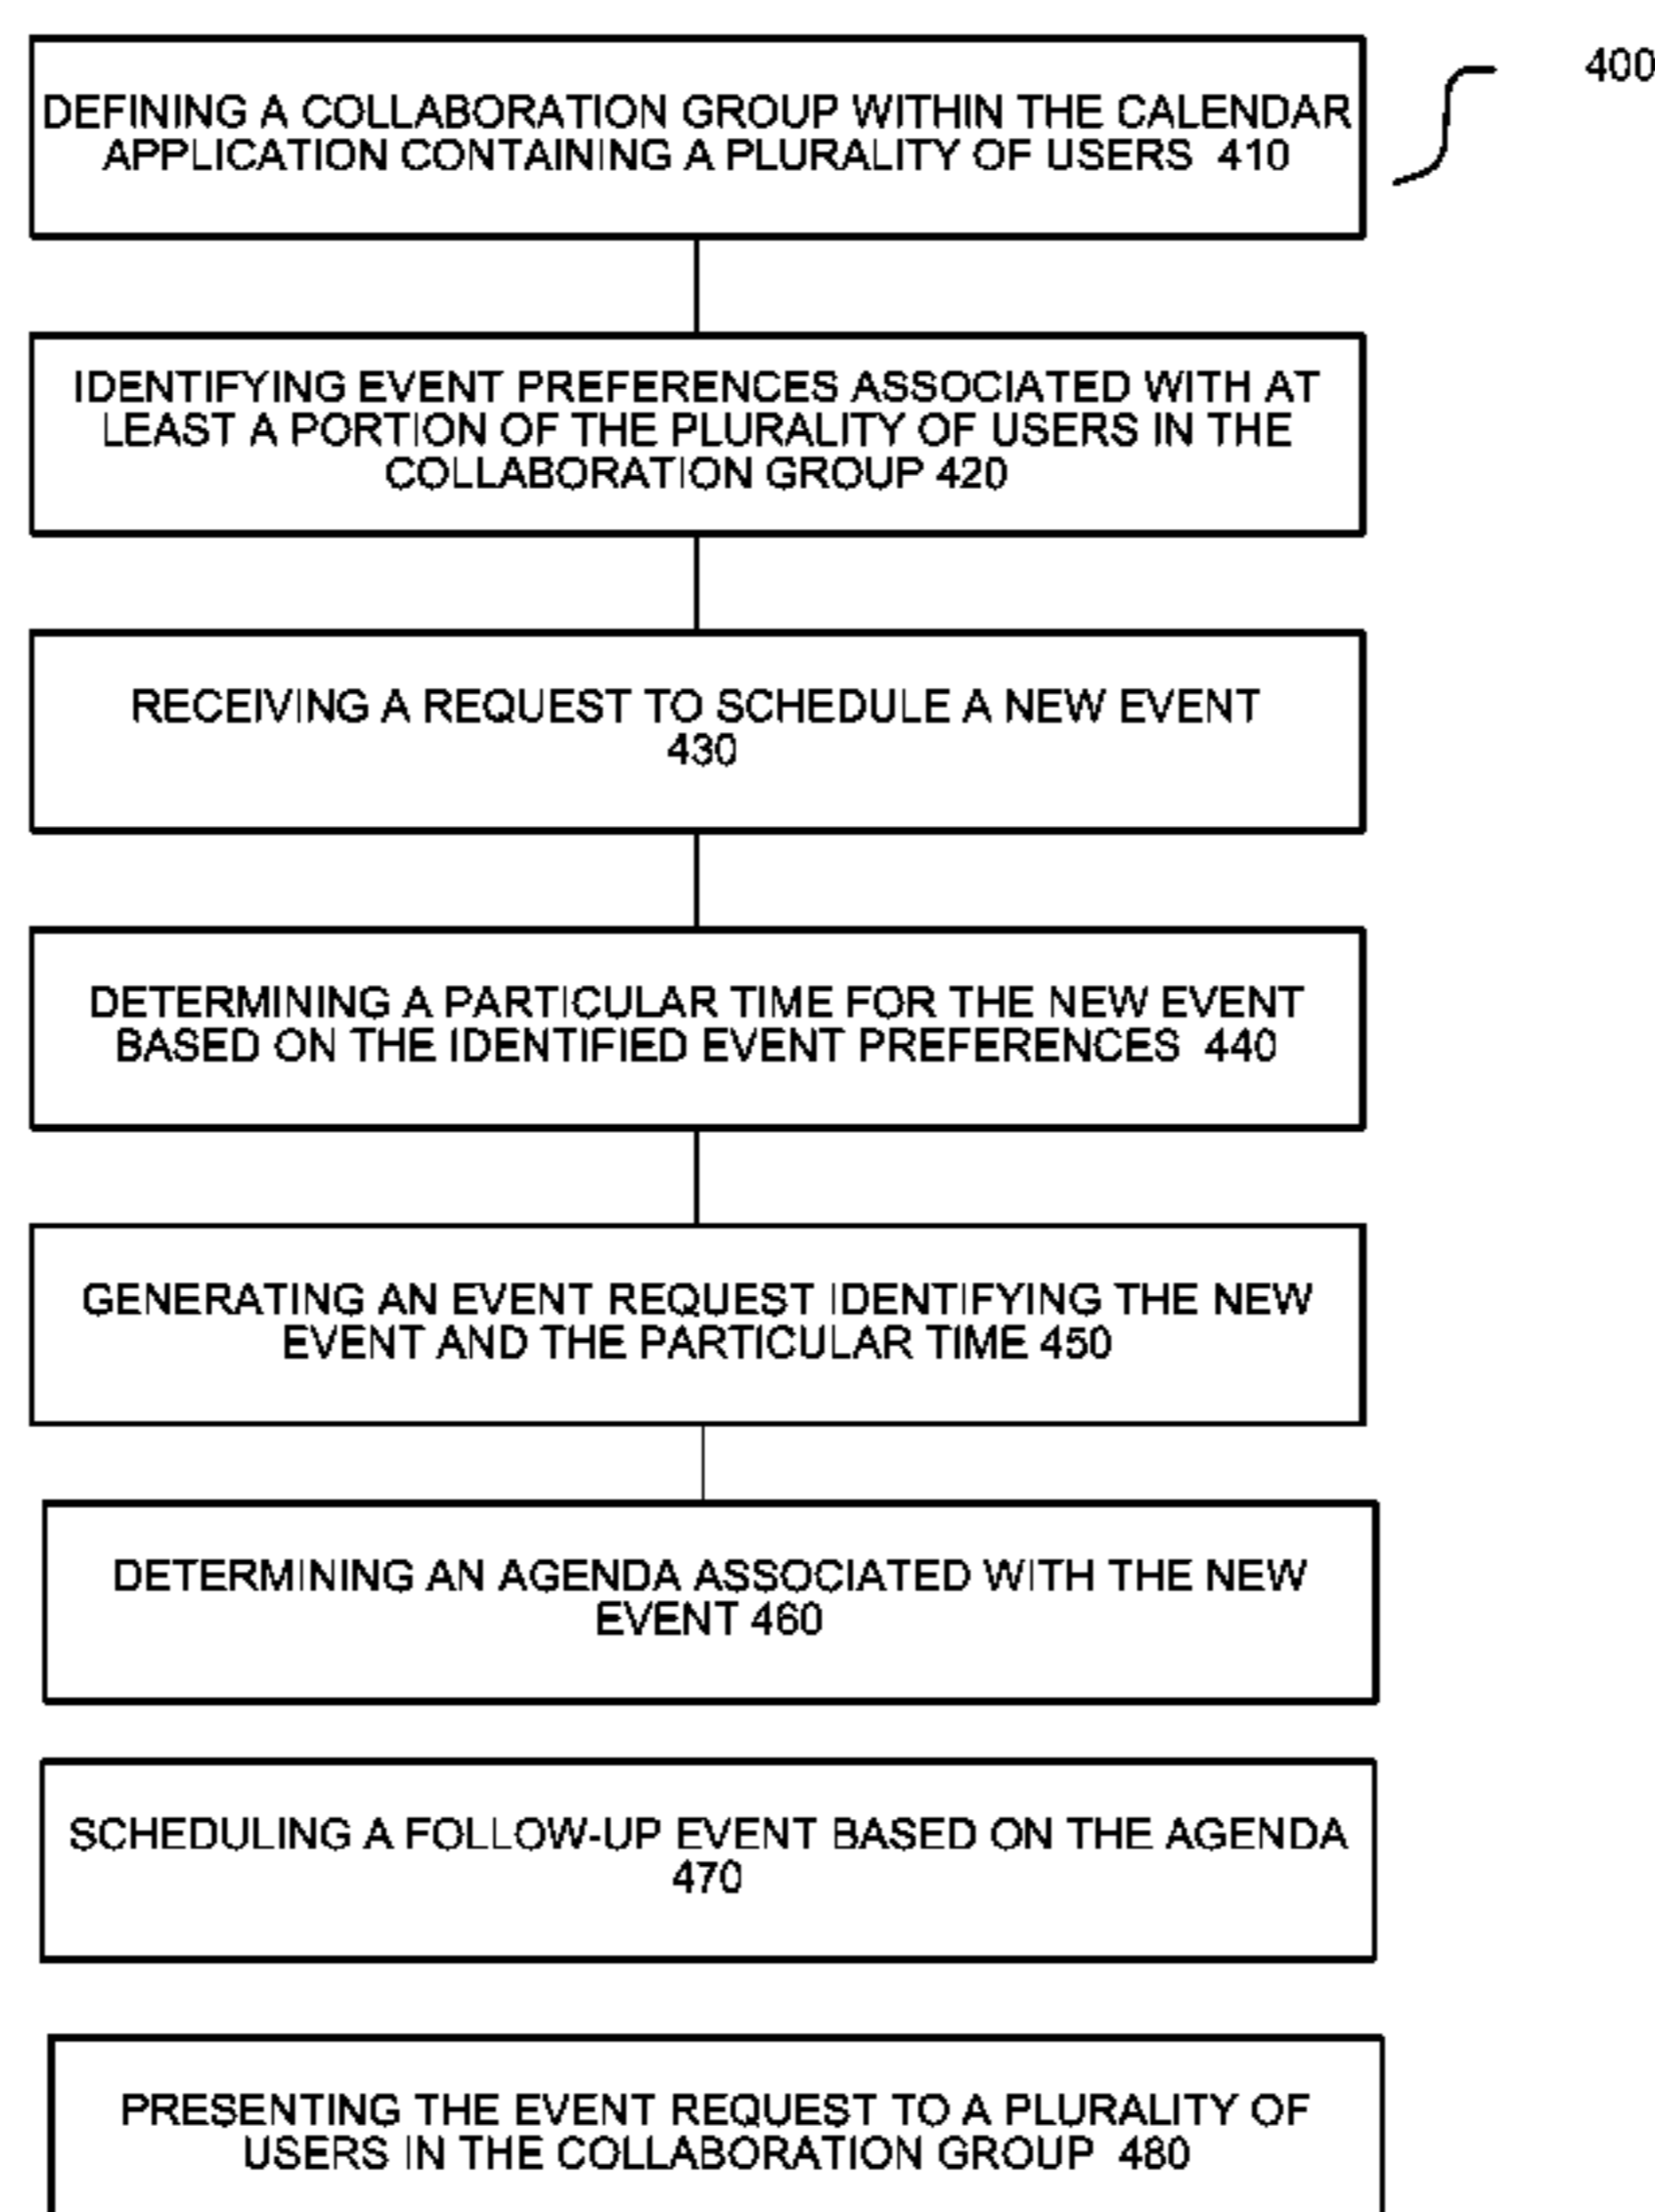 400
DEFINING A COLLABORATION GROUP WITHIN THE CALENDAR
APPLICATION CONTAINING A PLURALITY OF USERS 410
IDENTIFYING EVENT PREFERENCES ASSOCIATED WITH AT
LEAST A PORTION OF THE PLURALITY OF USERS IN THE
COLLABORATION GROUP 420
RECEIVING A REQUEST TO SCHEDULE A NEW EVENT
430
DETERMINING A PARTICULAR TIME FOR THE NEW EVENT
BASED ON THE IDENTIFIED EVENT PREFERENCES 440
GENERATING AN EVENT REQUEST IDENTIFYING THE NEW
EVENT AND THE PARTICULAR TIME 450
DETERMINING AN AGENDA ASSOCIATED WITH THE NEW
EVENT 460
SCHEDULING A FOLLOW-UP EVENT BASED ON THE AGENDA
470
PRESENTING THE EVENT REQUEST TO A PLURALITY OF
USERS IN THE COLLABORATION GROUP 480